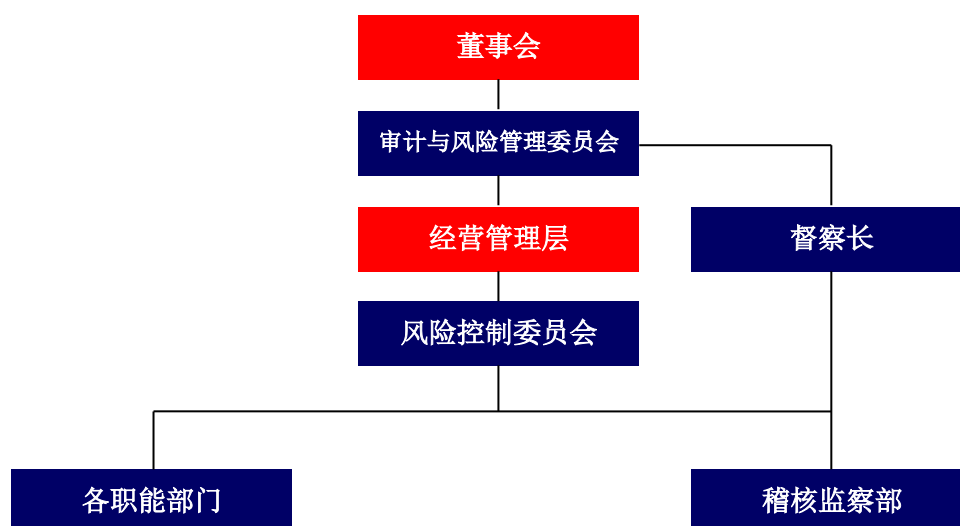 董事会
审计与风险管理委员会
经营管理层
督察长
风险控制委员会
各职能部门
稽核监察部